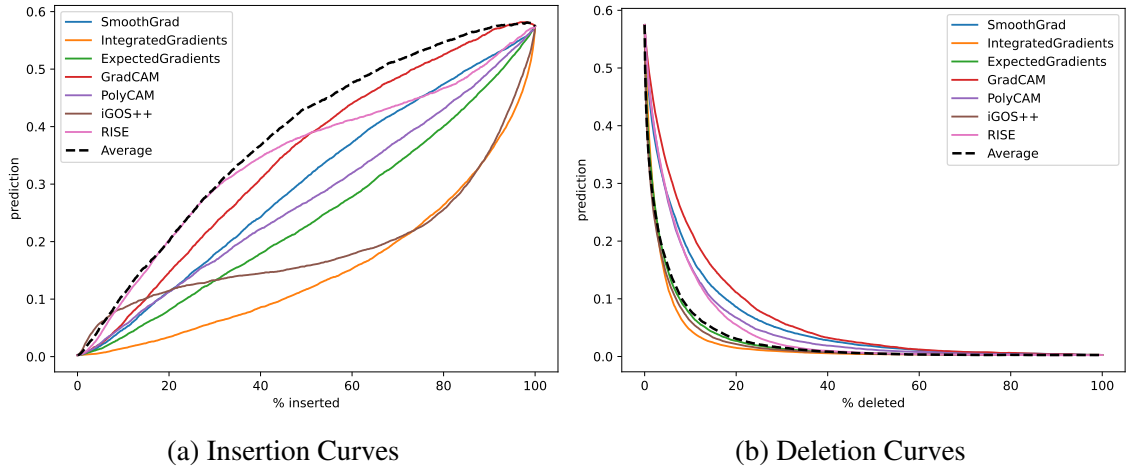 0.6
0.5
0.4
0.3
0.2
0.1
0.0
prediction
SmoothGrad
IntegratedGradients
ExpectedGradients
GradCAM
PolyCAM
iGOS++
RISE
Average
0 20 40 60 80 100
% inserted
(a) Insertion Curves
0.6
0.5
0.4
0.3
0.2
0.1
0.0
prediction
SmoothGrad
IntegratedGradients
ExpectedGradients
GradCAM
PolyCAM
iGOS++
RISE
Average
0 20 40 60 80 100
% deleted
(b) Deletion Curves